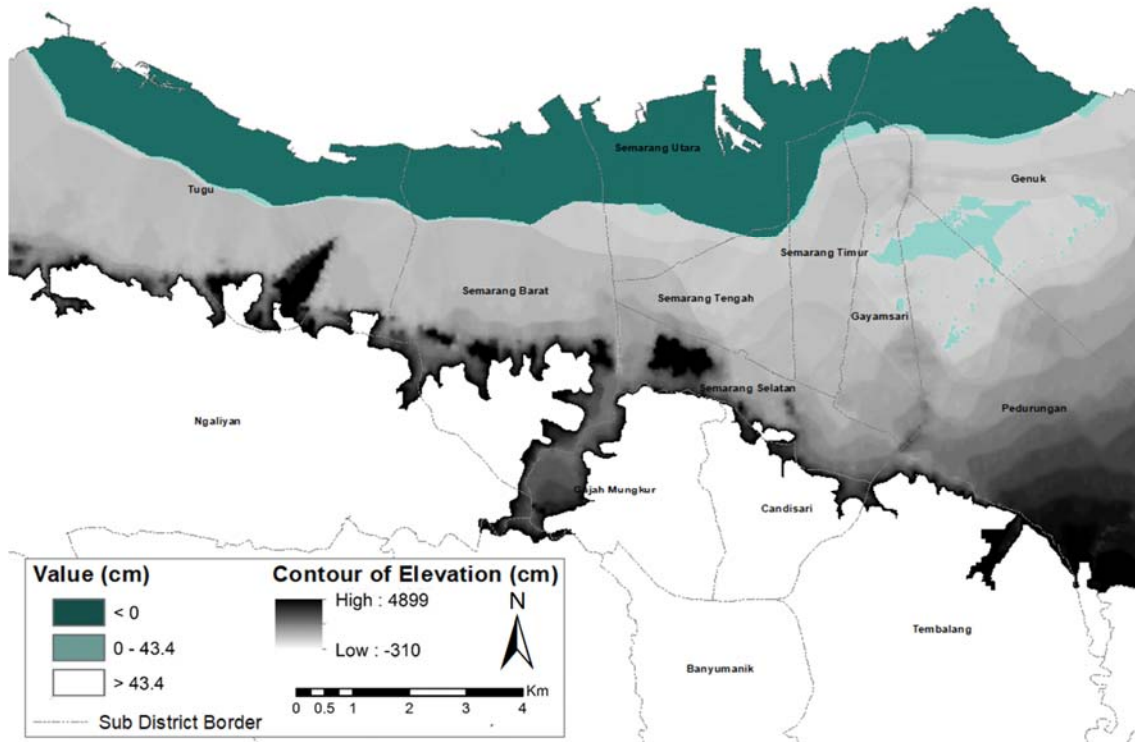 Semarang Utara
Genuk
Tugu
Semarang Timur
Semarang Barat
Semarang Tengah
Gayamsari
Semarang Selatan
Pedurungan
Ngaliyan
Gajah Mungkur
Candisari
Tembalang
Banyumanik
Value (cm)
< 0
0 - 43.4
> 43.4
Sub District Border
Contour of Elevation (cm)
High : 4899
Low : -310
N
Km
0 0.5 1 2 3 4